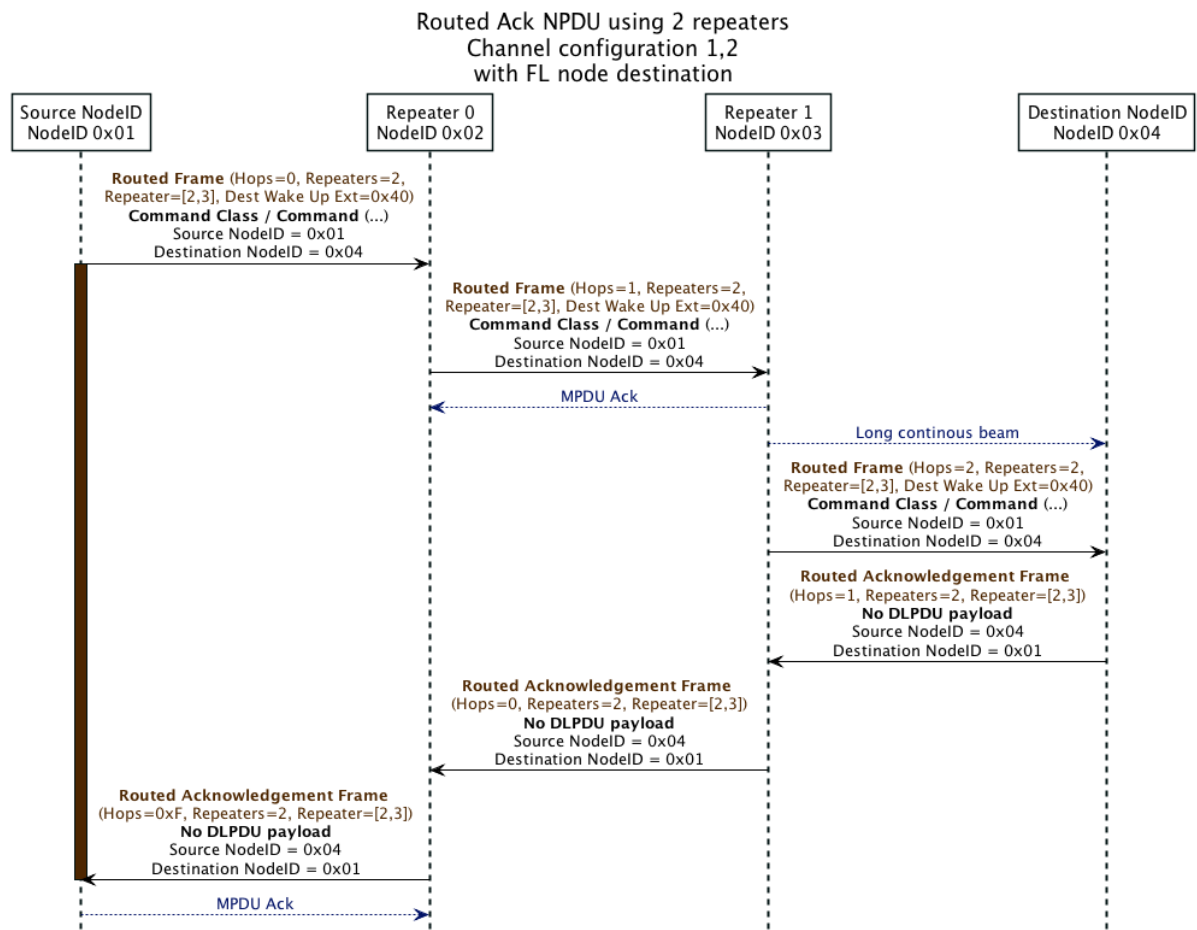 Routed Ack NPDU using 2 repeaters
Channel configuration 1,2
with FL node destination
Source NodeID
NodeID 0x01
Repeater 0
NodeID 0x02
Repeater 1
NodeID 0x03
Destination NodeID
NodeID 0x04
Routed Frame (Hops=0, Repeaters=2,
Repeater=[2,3], Dest Wake Up Ext=0x40)
Command Class / Command (...)
Source NodeID = 0x01
Destination NodeID = 0x04
Routed Frame (Hops=1, Repeaters=2,
Repeater=[2,3], Dest Wake Up Ext=0x40)
Command Class / Command (...)
Source NodeID = 0x01
Destination NodeID = 0x04
MPDU Ack
Long continous beam
Routed Frame (Hops=2, Repeaters=2,
Repeater=[2,3], Dest Wake Up Ext=0x40)
Command Class / Command (...)
Source NodeID = 0x01
Destination NodeID = 0x04
Routed Acknowledgement Frame
(Hops=1, Repeaters=2, Repeater=[2,3])
No DLPDU payload
Source NodeID = 0x04
Destination NodeID = 0x01
Routed Acknowledgement Frame
(Hops=0, Repeaters=2, Repeater=[2,3])
No DLPDU payload
Source NodeID = 0x04
Destination NodeID = 0x01
Routed Acknowledgement Frame
(Hops=0xF, Repeaters=2, Repeater=[2,3])
No DLPDU payload
Source NodeID = 0x04
Destination NodeID = 0x01
MPDU Ack